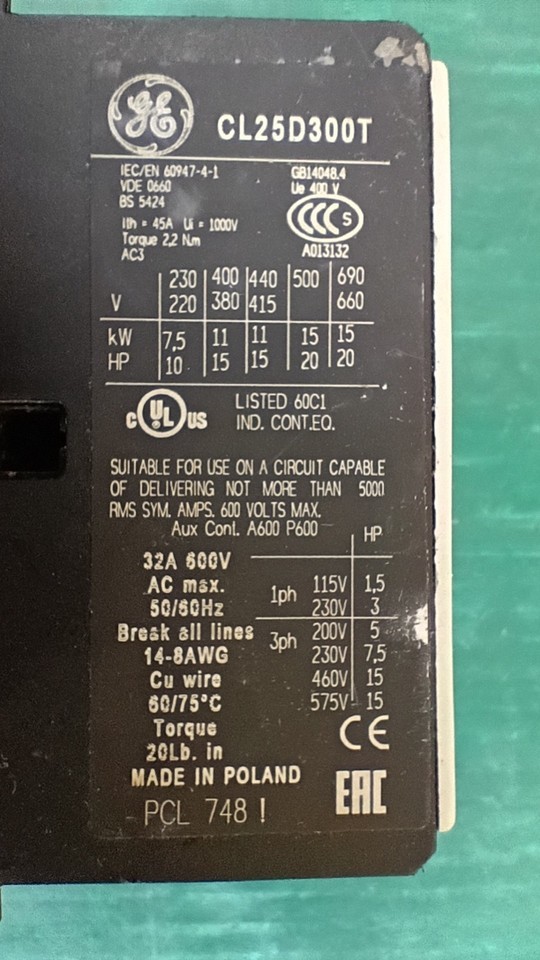 GE
CL25D300T
IEC/EN 60947-4-1
VDE 0660
BS 5424
GB14048.4
Ue 400 V
Ith = 45A Ui = 1000V
Torque 2,2 N.m
AC3
CCC S
A013132
230 400 440 500 690
V 220 380 415 660
kW 7,5 11 11 15 15
HP 10 15 15 20 20
c UL us
LISTED 60C1
IND. CONT.EQ.
SUITABLE FOR USE ON A CIRCUIT CAPABLE
OF DELIVERING NOT MORE THAN 5000
RMS SYM. AMPS. 600 VOLTS MAX.
Aux Cont. A600 P600
HP
32A 600V
AC max.
50/60Hz
Break all lines
14-8AWG
Cu wire
60/75°C
Torque
20Lb. in
1ph 115V 1,5
230V 3
3ph 200V 5
230V 7,5
460V 15
575V 15
CE
MADE IN POLAND
EAC
PCL 748 I